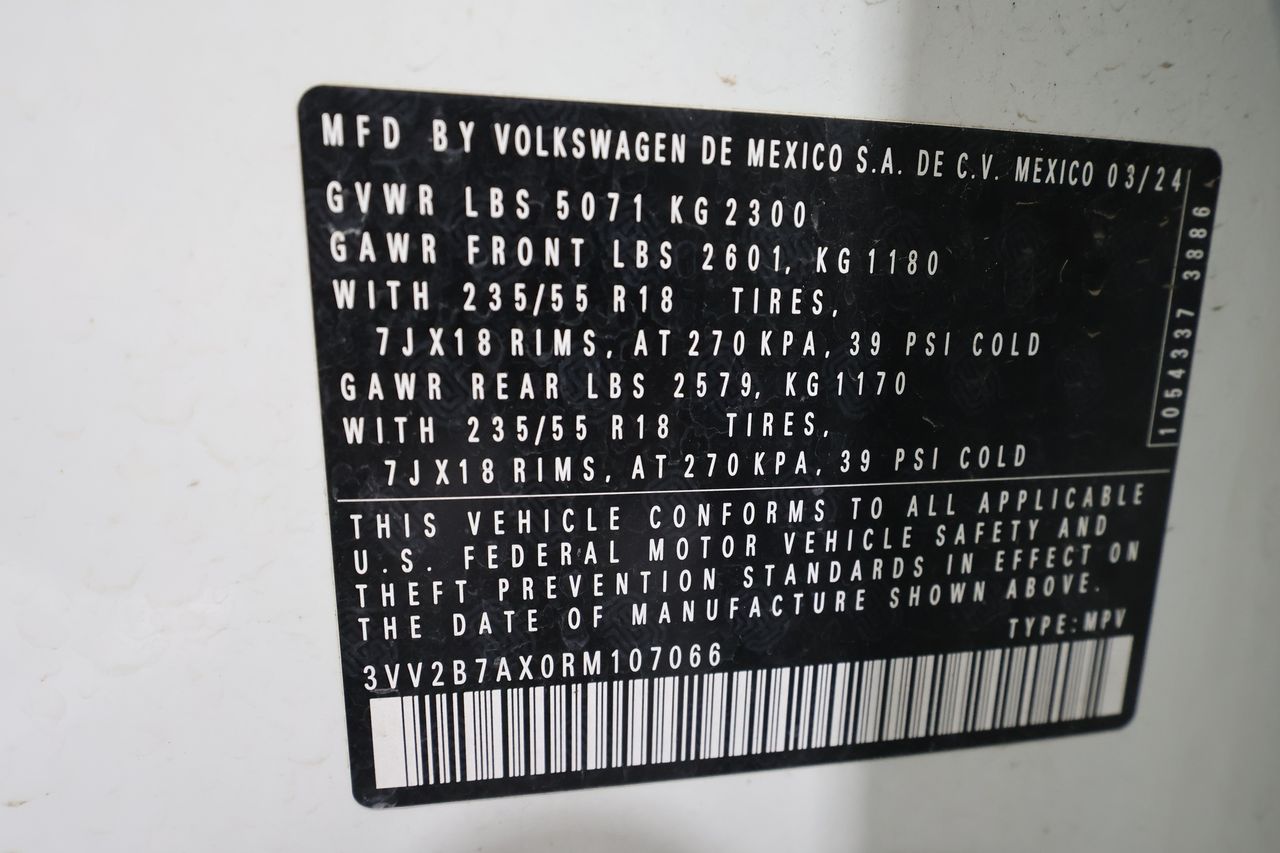 MFD BY VOLKSWAGEN DE MEXICO S.A. DE C.V. MEXICO 03/24
GVWR LBS 5071 KG 2300
GAWR FRONT LBS 2601, KG 1180
WITH 235/55 R18 TIRES,
7JX18 RIMS, AT 270 KPA, 39 PSI COLD
GAWR REAR LBS 2579, KG 1170
WITH 235/55 R18 TIRES,
7JX18 RIMS, AT 270 KPA, 39 PSI COLD
1054337 3886
THIS VEHICLE CONFORMS TO ALL APPLICABLE
U.S. FEDERAL MOTOR VEHICLE SAFETY AND
THEFT PREVENTION STANDARDS IN EFFECT ON
THE DATE OF MANUFACTURE SHOWN ABOVE.
TYPE: MPV
3VV2B7AX0RM107066